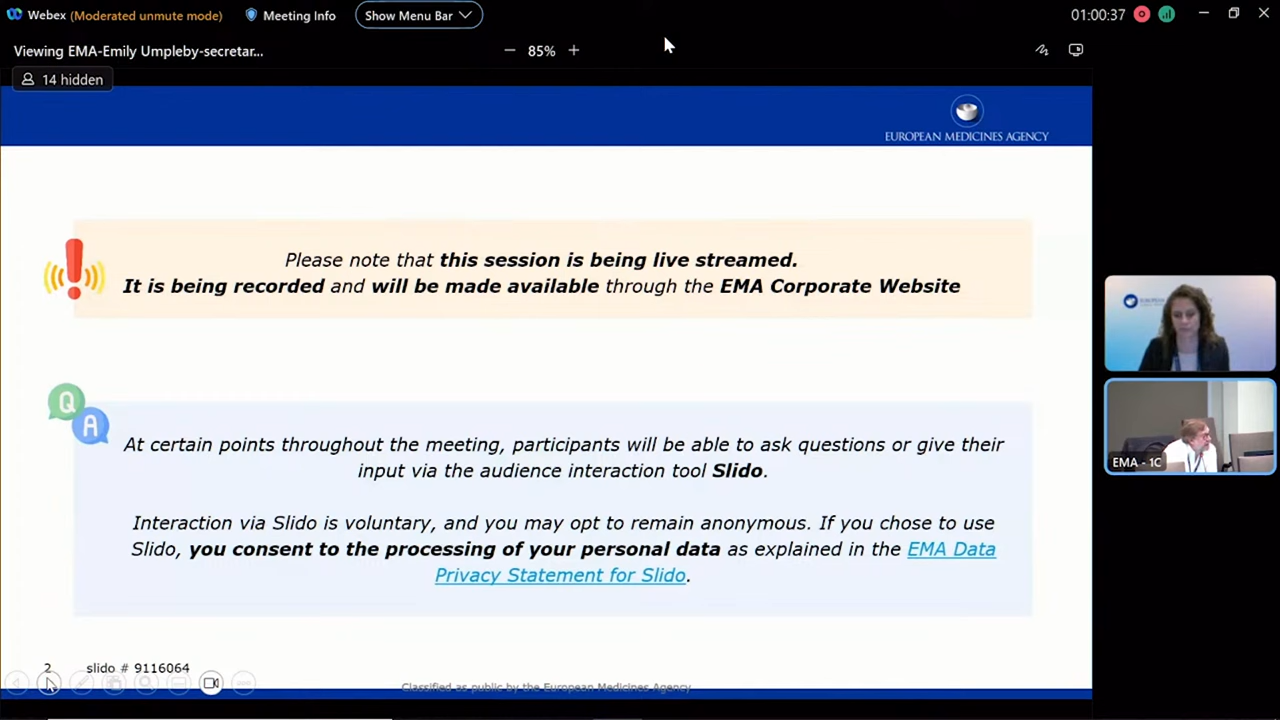 Webex (Moderated unmute mode) Meeting Info Show Menu Bar 01:00:37
Viewing EMA-Emily Umpleby-secretar... 85%
14 hidden
EUROPEAN MEDICINES AGENCY
Please note that this session is being live streamed.
It is being recorded and will be made available through the EMA Corporate Website
Q
A
At certain points throughout the meeting, participants will be able to ask questions or give their
input via the audience interaction tool Slido.
Interaction via Slido is voluntary, and you may opt to remain anonymous. If you chose to use
Slido, you consent to the processing of your personal data as explained in the EMA Data
Privacy Statement for Slido.
EMA - 1C
2 slido # 9116064
Classified as public by the European Medicines Agency